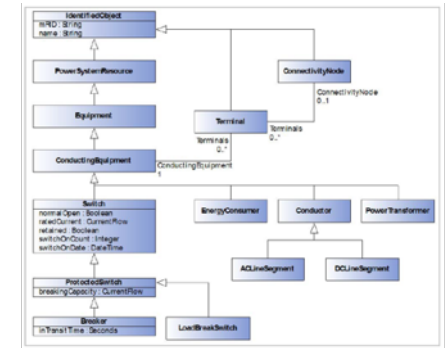 IdentifiedObject
mRID : String
name : String
PowerSystemResource
ConnectivityNode
ConnectivityNode
0..1
Equipment
Terminal
Terminals
0..*
Terminals
0..*
ConductingEquipment
ConductingEquipment
1
Switch
normalOpen : Boolean
ratedCurrent : CurrentFlow
retained : Boolean
switchOnCount : Integer
switchOnDate : DateTime
EnergyConsumer
Conductor
PowerTransformer
ACLineSegment
DCLineSegment
ProtectedSwitch
breakingCapacity : CurrentFlow
Breaker
inTransitTime : Seconds
LoadBreakSwitch